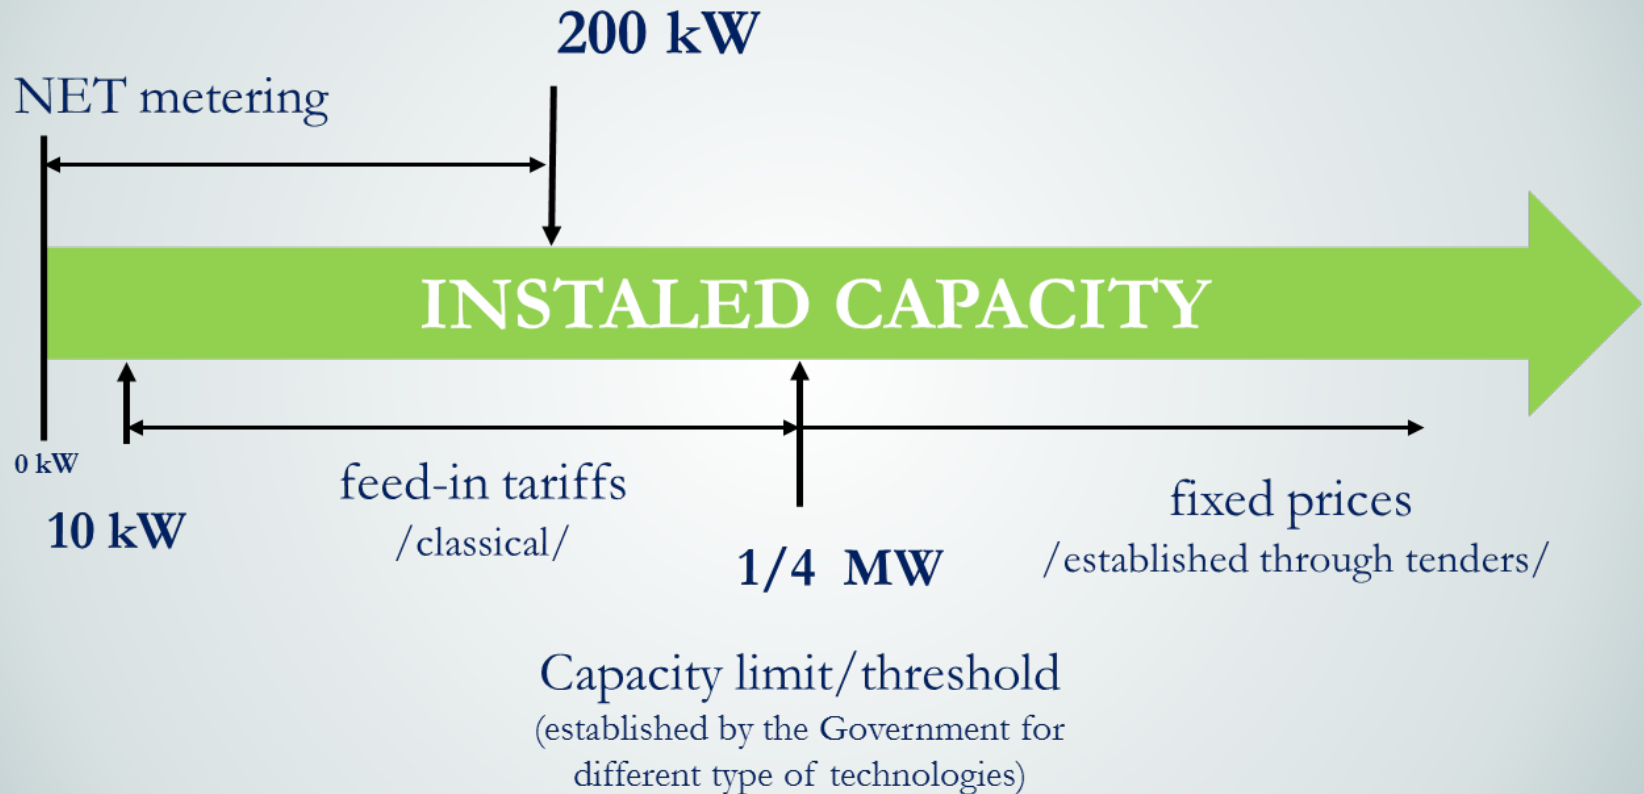 200 kW
NET metering
INSTALED CAPACITY
0 kW
10 kW
feed-in tariffs
/classical/
1/4 MW
fixed prices
/established through tenders/
Capacity limit/threshold
(established by the Government for
different type of technologies)